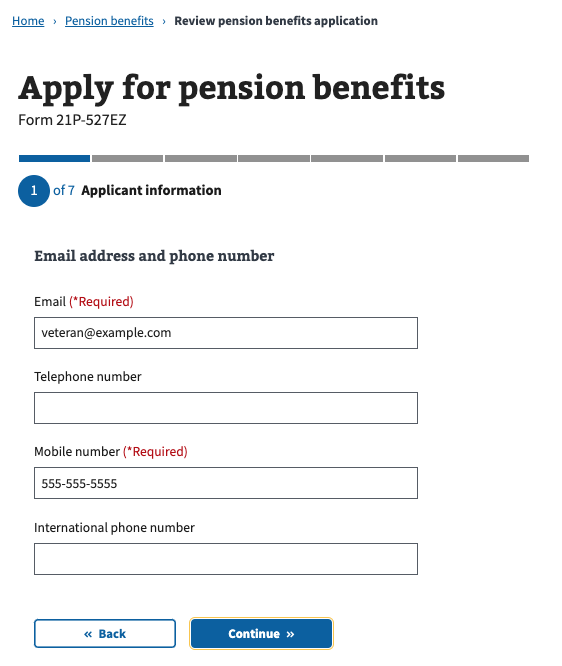 Home › Pension benefits › Review pension benefits application
Apply for pension benefits
Form 21P-527EZ
1 of 7 Applicant information
Email address and phone number
Email (*Required)
veteran@example.com
Telephone number
Mobile number (*Required)
555-555-5555
International phone number
« Back
Continue »